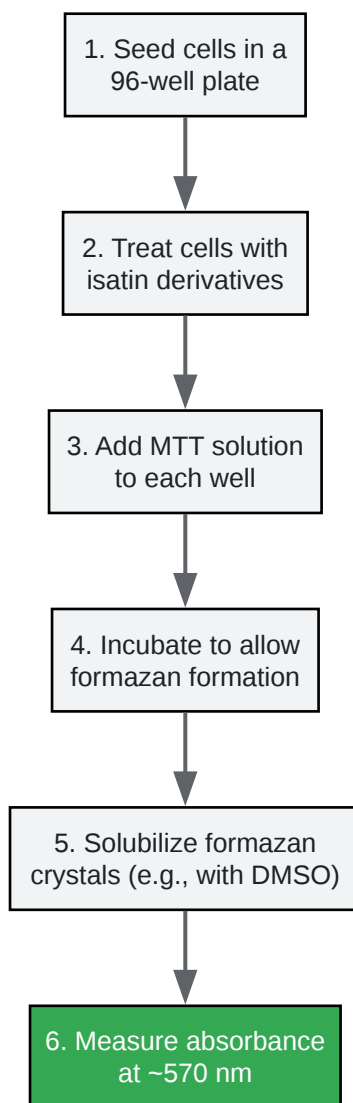 1. Seed cells in a
96-well plate
2. Treat cells with
isatin derivatives
3. Add MTT solution
to each well
4. Incubate to allow
formazan formation
5. Solubilize formazan
crystals (e.g., with DMSO)
6. Measure absorbance
at ~570 nm